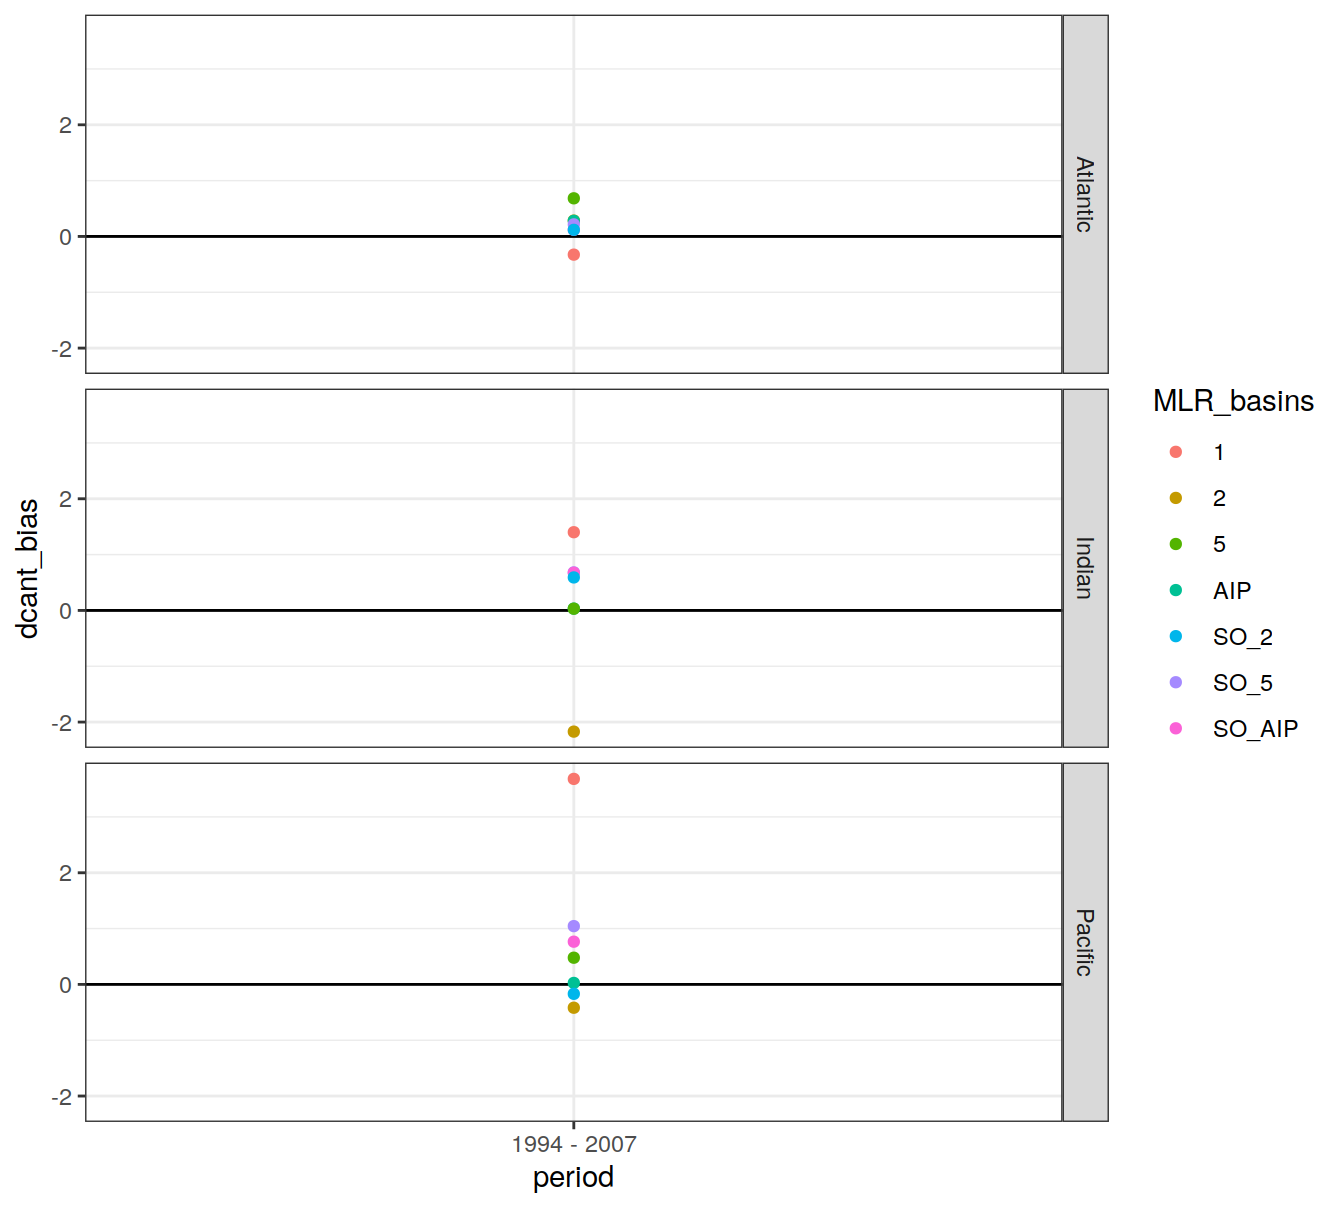 2
0
-2
Atlantic
2
0
-2
Indian
2
0
-2
Pacific
dcant_bias
1994 - 2007
period
MLR_basins
1
2
5
AIP
SO_2
SO_5
SO_AIP